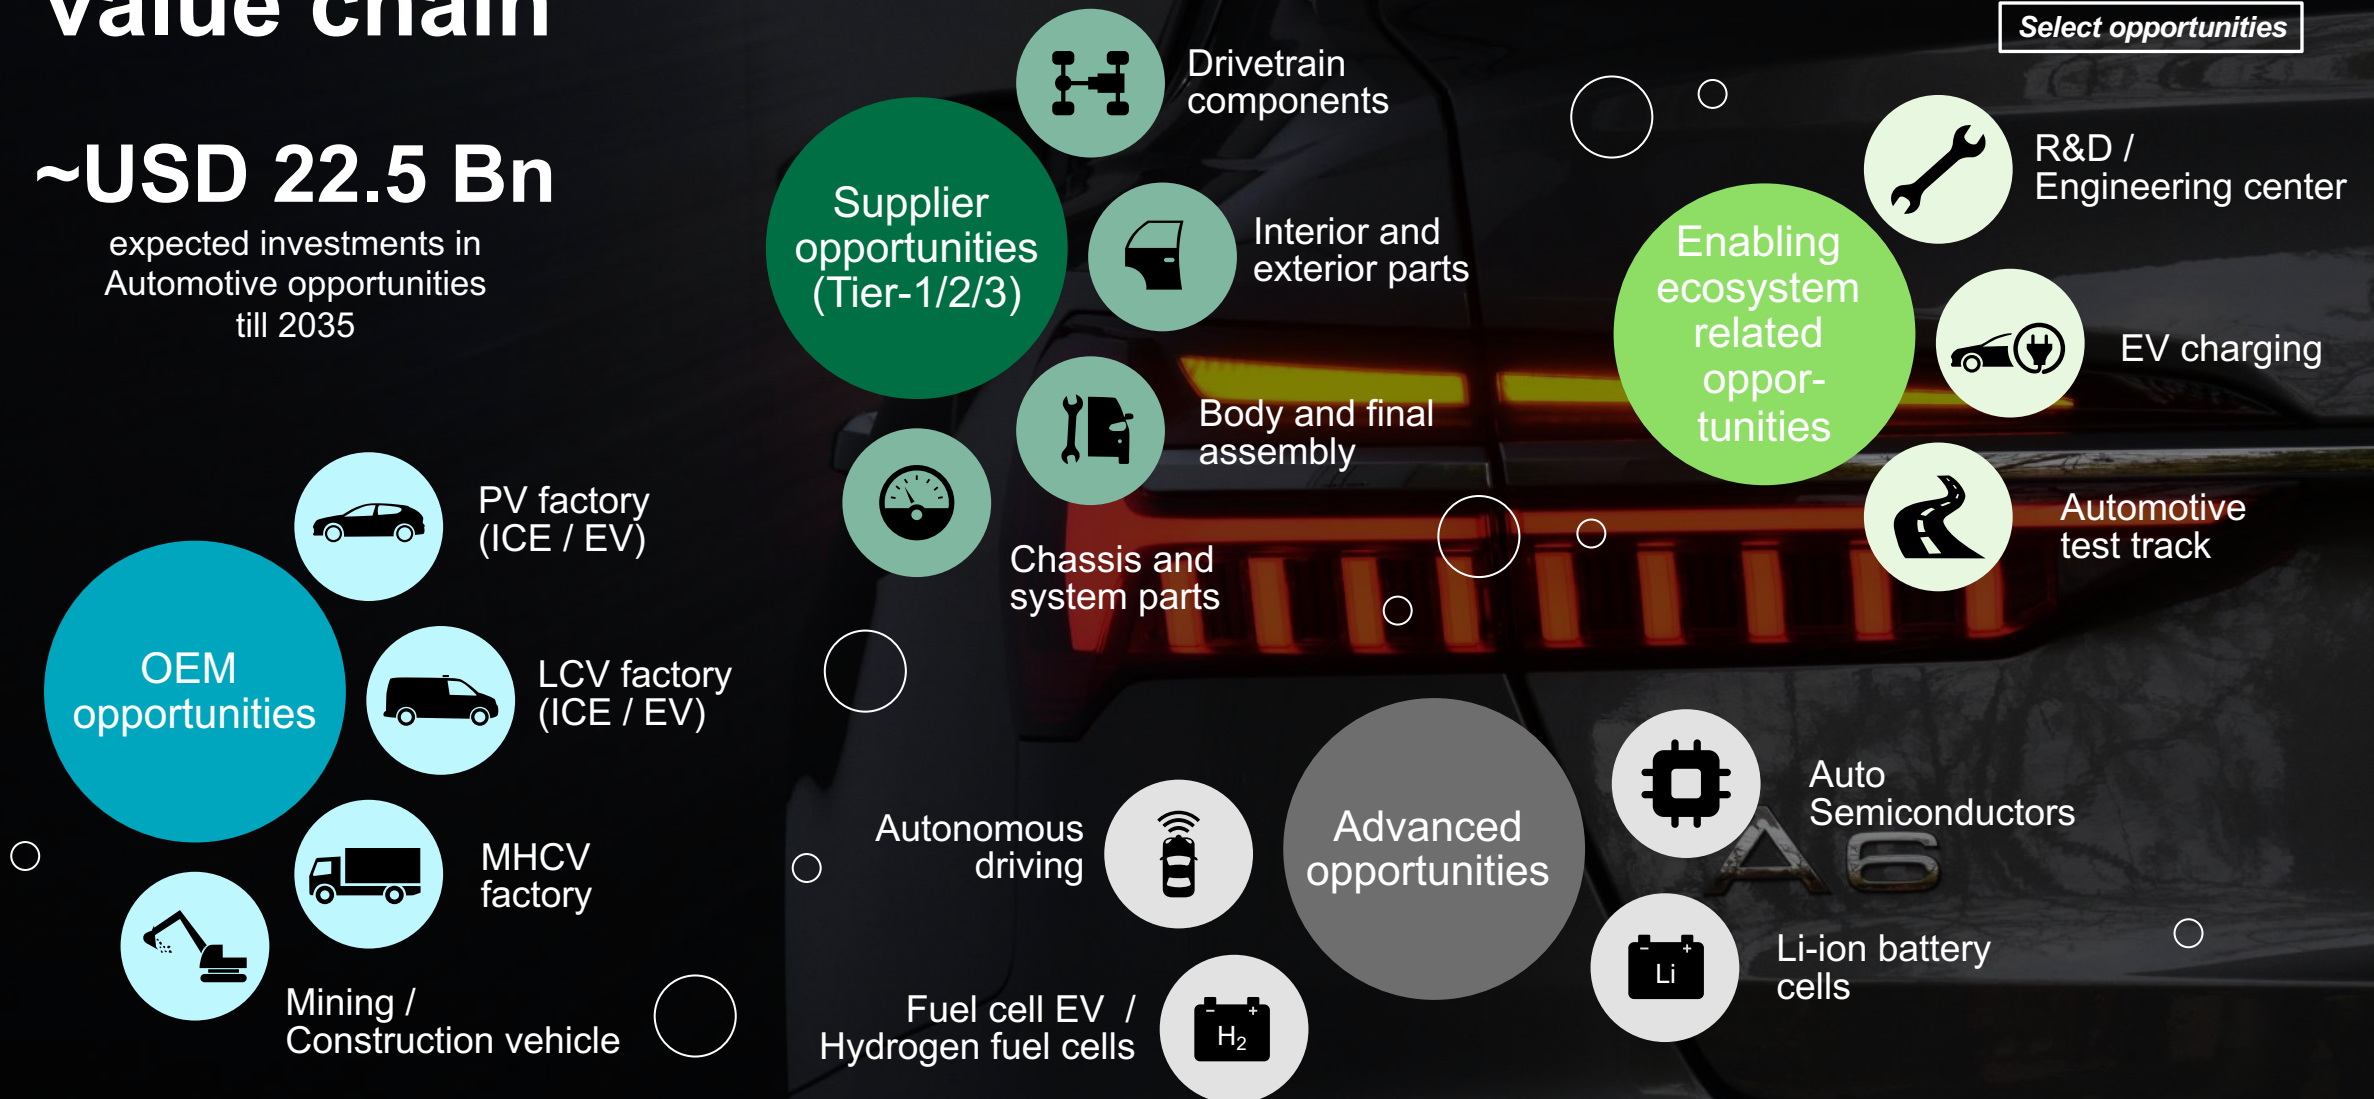 value chain
Select opportunities
~USD 22.5 Bn
expected investments in
Automotive opportunities
till 2035
OEM
opportunities
PV factory
(ICE / EV)
LCV factory
(ICE / EV)
MHCV
factory
Mining /
Construction vehicle
Supplier
opportunities
(Tier-1/2/3)
Drivetrain
components
Interior and
exterior parts
Body and final
assembly
Chassis and
system parts
Enabling
ecosystem
related
oppor-
tunities
R&D /
Engineering center
EV charging
Automotive
test track
Advanced
opportunities
Autonomous
driving
Fuel cell EV /
Hydrogen fuel cells
- +
H2
Auto
Semiconductors
Li-ion battery
cells
- +
Li
A6